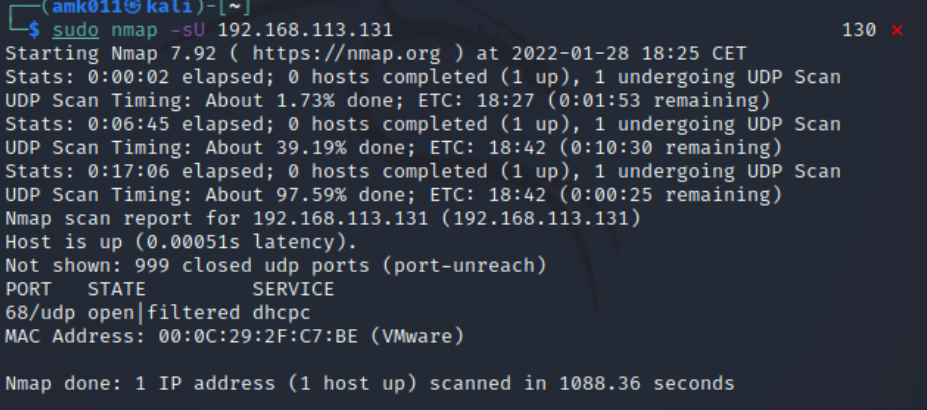 ┌──(amk011㉿kali)-[~]
└─$ sudo nmap -sU 192.168.113.131 130 ⨯
Starting Nmap 7.92 ( https://nmap.org ) at 2022-01-28 18:25 CET
Stats: 0:00:02 elapsed; 0 hosts completed (1 up), 1 undergoing UDP Scan
UDP Scan Timing: About 1.73% done; ETC: 18:27 (0:01:53 remaining)
Stats: 0:06:45 elapsed; 0 hosts completed (1 up), 1 undergoing UDP Scan
UDP Scan Timing: About 39.19% done; ETC: 18:42 (0:10:30 remaining)
Stats: 0:17:06 elapsed; 0 hosts completed (1 up), 1 undergoing UDP Scan
UDP Scan Timing: About 97.59% done; ETC: 18:42 (0:00:25 remaining)
Nmap scan report for 192.168.113.131 (192.168.113.131)
Host is up (0.00051s latency).
Not shown: 999 closed udp ports (port-unreach)
PORT   STATE         SERVICE
68/udp open|filtered dhcpc
MAC Address: 00:0C:29:2F:C7:BE (VMware)
Nmap done: 1 IP address (1 host up) scanned in 1088.36 seconds